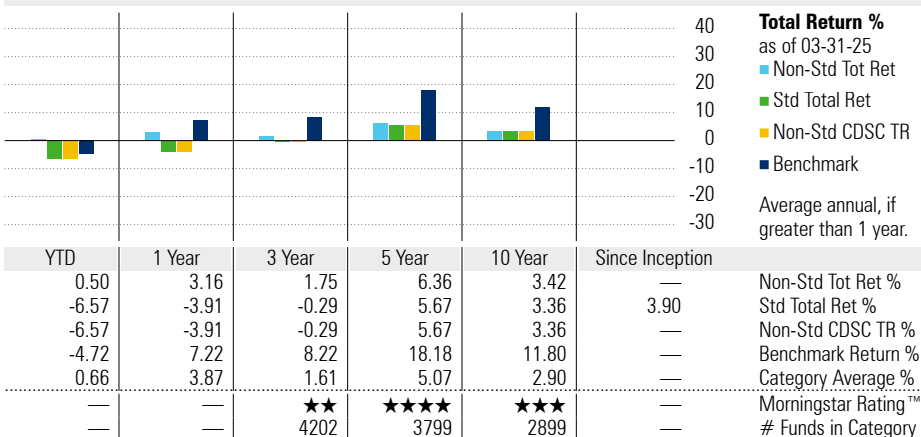 40
30
20
10
0
-10
-20
-30
Total Return %
as of 03-31-25
Non-Std Tot Ret
Std Total Ret
Non-Std CDSC TR
Benchmark
Average annual, if
greater than 1 year.
YTD 1 Year 3 Year 5 Year 10 Year Since Inception
0.50 3.16 1.75 6.36 3.42 — Non-Std Tot Ret %
-6.57 -3.91 -0.29 5.67 3.36 3.90 Std Total Ret %
-6.57 -3.91 -0.29 5.67 3.36 — Non-Std CDSC TR %
-4.72 7.22 8.22 18.18 11.80 — Benchmark Return %
0.66 3.87 1.61 5.07 2.90 — Category Average %
— — ★★ ★★★★ ★★★ — Morningstar Rating™
— — 4202 3799 2899 — # Funds in Category